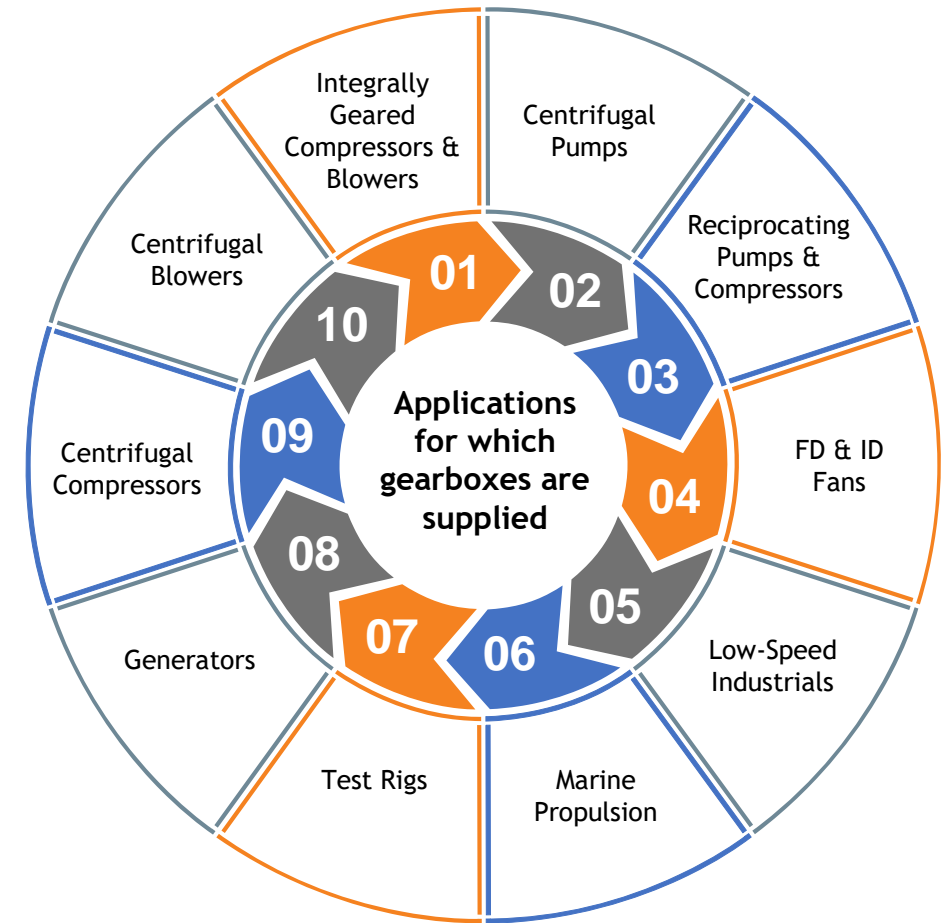 Applications
for which
gearboxes are
supplied
01
Integrally
Geared
Compressors &
Blowers
02
Centrifugal
Pumps
03
Reciprocating
Pumps &
Compressors
04
FD & ID
Fans
05
Low-Speed
Industrials
06
Marine
Propulsion
07
Test Rigs
08
Generators
09
Centrifugal
Compressors
10
Centrifugal
Blowers